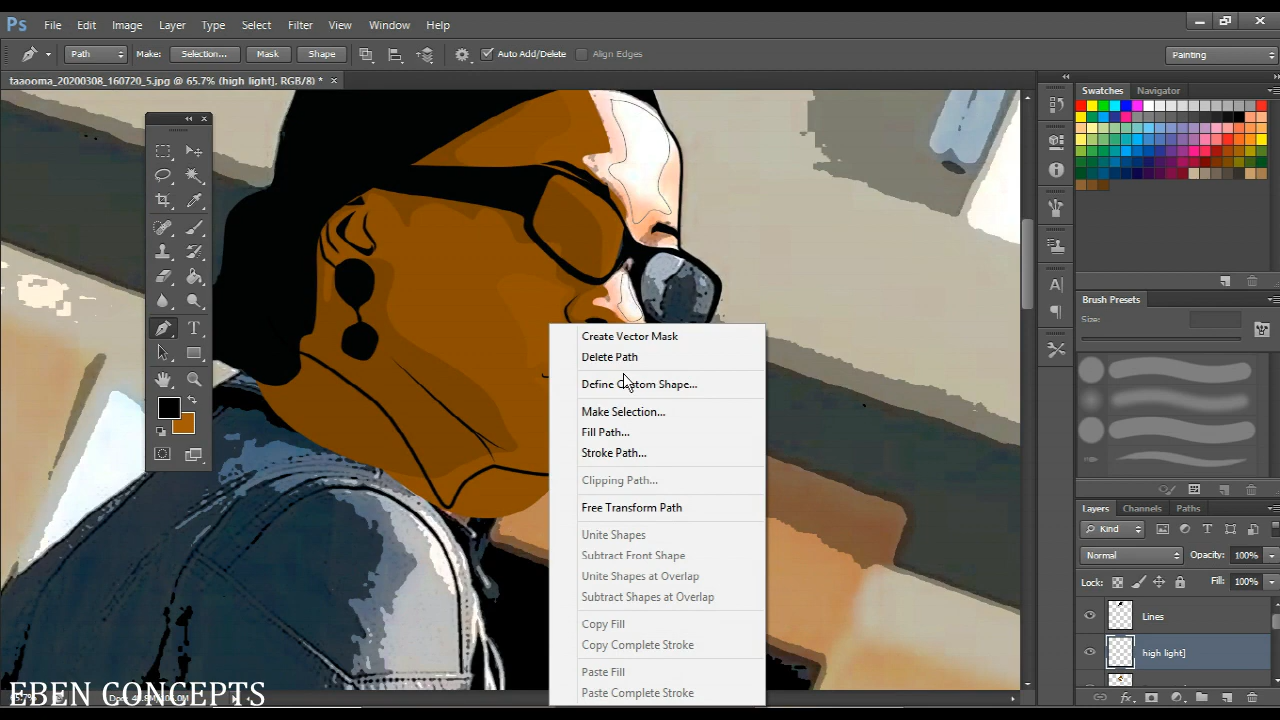 Ps File Edit Image Layer Type Select Filter View Window Help
Path Make: Selection... Mask Shape Auto Add/Delete Align Edges Painting
taaooma_20200308_160720_5.jpg @ 65.7% (high light], RGB/8) * ×
Swatches Navigator
Brush Presets
Size:
Create Vector Mask
Delete Path
Define Custom Shape...
Make Selection...
Fill Path...
Stroke Path...
Clipping Path...
Free Transform Path
Unite Shapes
Subtract Front Shape
Unite Shapes at Overlap
Subtract Shapes at Overlap
Copy Fill
Copy Complete Stroke
Paste Fill
Paste Complete Stroke
Layers Channels Paths
Kind
Normal Opacity: 100%
Lock: Fill: 100%
Lines
high light]
EBEN CONCEPTS